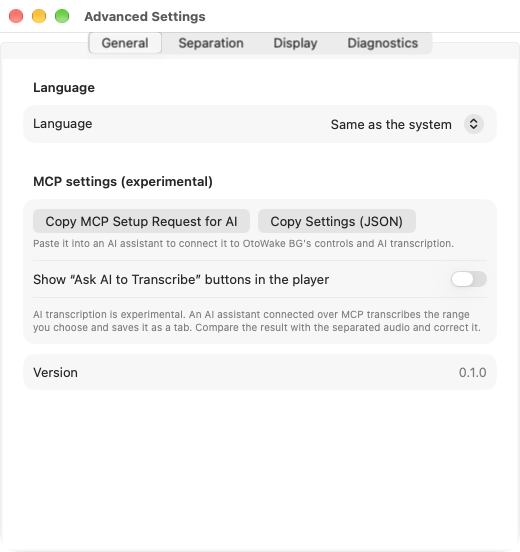 Advanced Settings
General Separation Display Diagnostics
Language
Language Same as the system
MCP settings (experimental)
Copy MCP Setup Request for AI Copy Settings (JSON)
Paste it into an AI assistant to connect it to OtoWake BG's controls and AI transcription.
Show “Ask AI to Transcribe” buttons in the player
AI transcription is experimental. An AI assistant connected over MCP transcribes the range
you choose and saves it as a tab. Compare the result with the separated audio and correct it.
Version 0.1.0